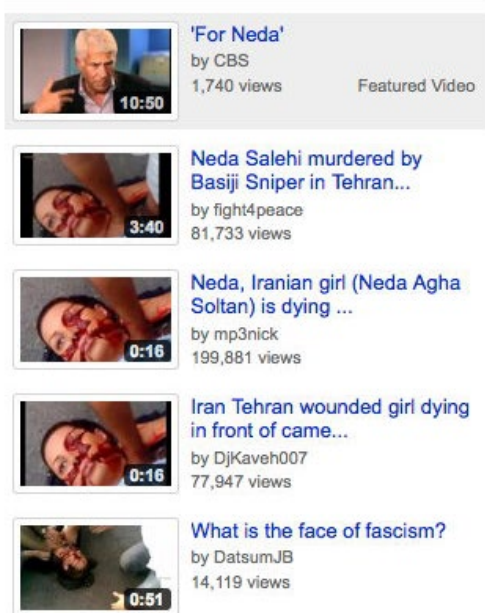 'For Neda'
by CBS
1,740 views
Featured Video
10:50
Neda Salehi murdered by
Basiji Sniper in Tehran...
by fight4peace
81,733 views
3:40
Neda, Iranian girl (Neda Agha
Soltan) is dying ...
by mp3nick
199,881 views
0:16
Iran Tehran wounded girl dying
in front of came...
by DjKaveh007
77,947 views
0:16
What is the face of fascism?
by DatsumJB
14,119 views
0:51